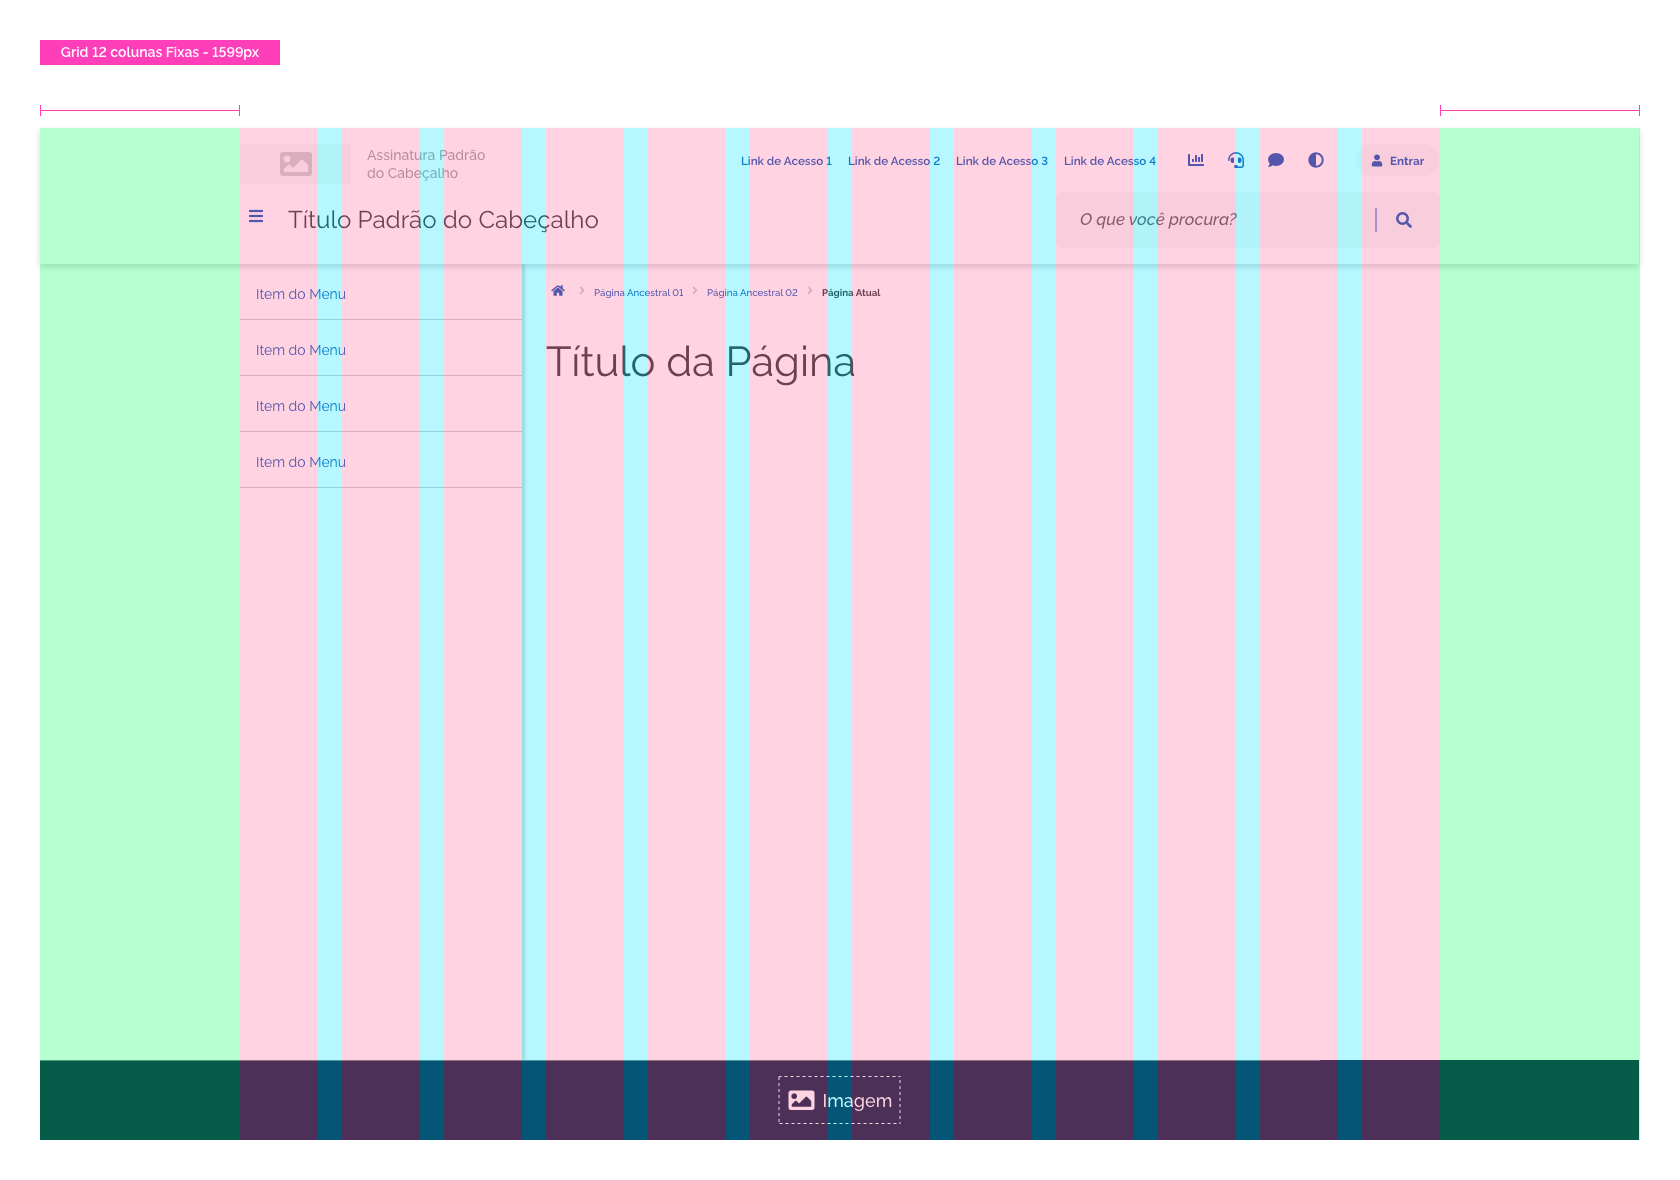 Grid 12 colunas Fixas - 1599px
Assinatura Padrão
do Cabeçalho
Link de Acesso 1
Link de Acesso 2
Link de Acesso 3
Link de Acesso 4
Entrar
Título Padrão do Cabeçalho
O que você procura?
Item do Menu
Item do Menu
Item do Menu
Item do Menu
Página Ancestral 01
Página Ancestral 02
Página Atual
Título da Página
Imagem